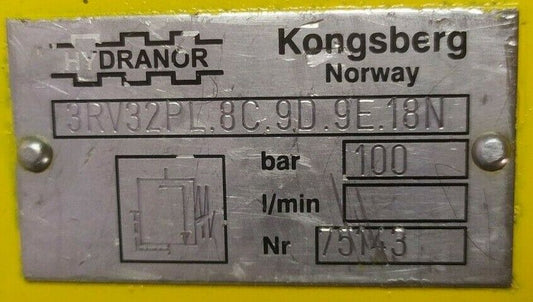 HYDRANOR
Kongsberg
Norway
3RV32PL.8C.9D.9E.18N
bar 100
l/min
Nr 75143